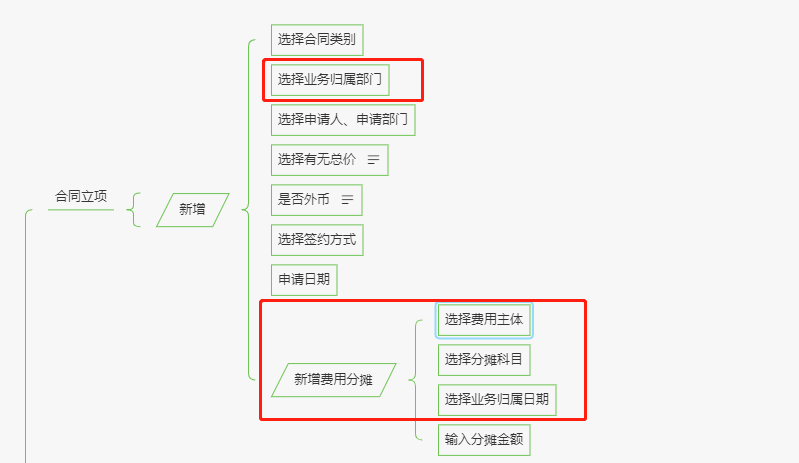 选择合同类别
选择业务归属部门
选择申请人、申请部门
选择有无总价
合同立项
新增
是否外币
选择签约方式
申请日期
选择费用主体
选择分摊科目
新增费用分摊
选择业务归属日期
输入分摊金额